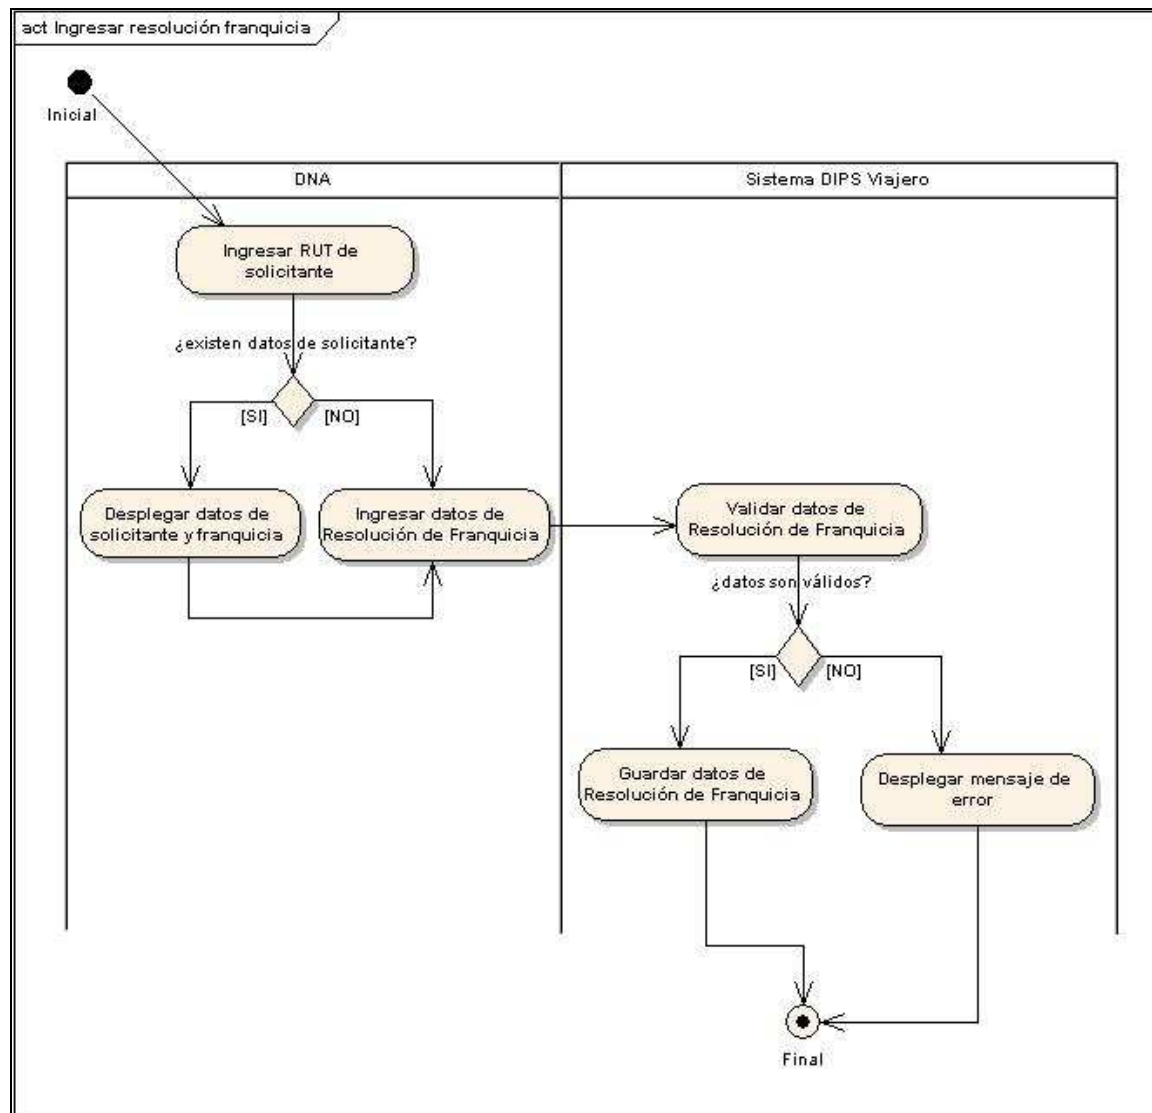 act Ingresar resolución franquicia
Inicial
DNA
Sistema DIPS Viajero
Ingresar RUT de
solicitante
¿existen datos de solicitante?
[SI]
[NO]
Desplegar datos de
solicitante y franquicia
Ingresar datos de
Resolución de Franquicia
Validar datos de
Resolución de Franquicia
¿datos son válidos?
[SI]
[NO]
Guardar datos de
Resolución de Franquicia
Desplegar mensaje de
error
Final